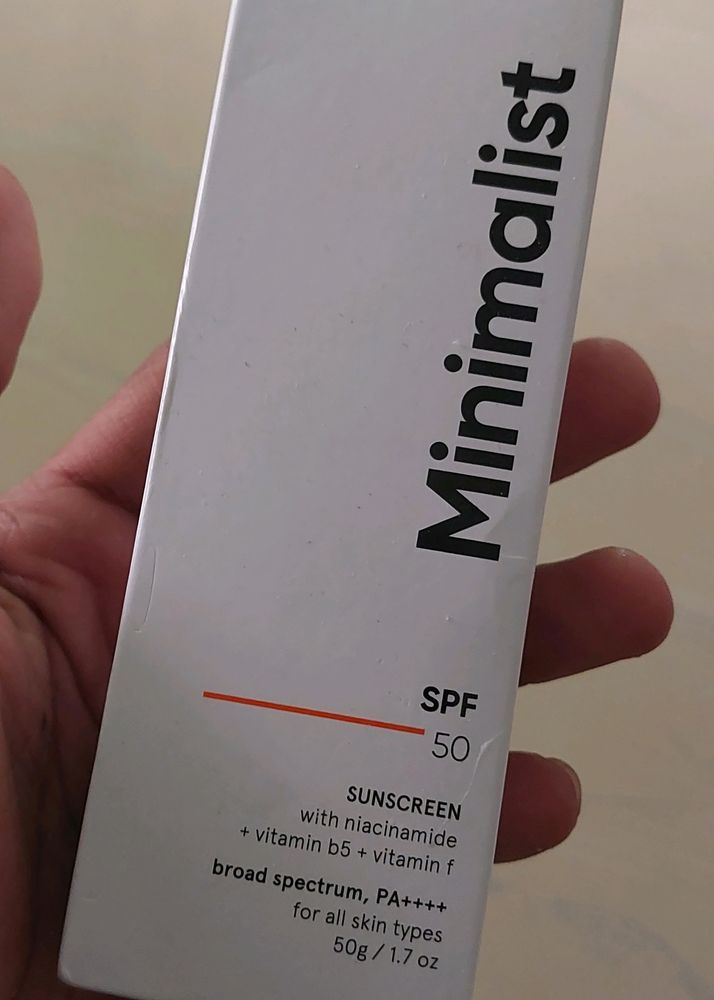 Minimalist
SPF
50
SUNSCREEN
with niacinamide
+ vitamin b5 + vitamin f
broad spectrum, PA++++
for all skin types
50g / 1.7 oz